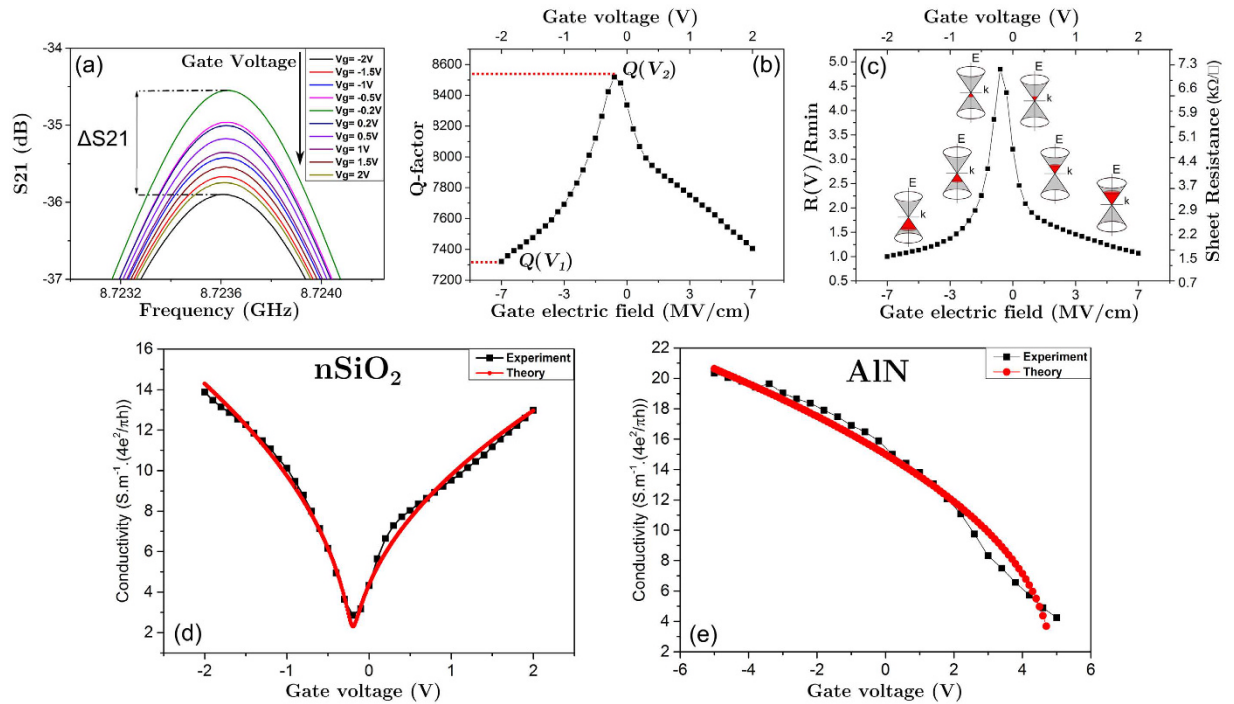 (a)
Gate Voltage
Vg= -2V
Vg= -1.5V
Vg= -1V
Vg= -0.5V
Vg= -0.2V
Vg= 0.2V
Vg= 0.5V
Vg= 1V
Vg= 1.5V
Vg= 2V
ΔS21
S21 (dB)
-34
-35
-36
-37
8.7232
8.7236
8.7240
Frequency (GHz)
Gate voltage (V)
-2
-1
0
1
2
(b)
Q(V₂)
Q(V₁)
Q-factor
8600
8400
8200
8000
7800
7600
7400
7200
-7
-3
0
3
7
Gate electric field (MV/cm)
Gate voltage (V)
-2
-1
0
1
2
(c)
E
k
E
k
E
k
E
k
E
k
E
k
R(V)/Rmin
5.0
4.5
4.0
3.5
3.0
2.5
2.0
1.5
1.0
0.5
7.3
6.6
5.9
5.1
4.4
3.7
2.9
2.2
1.5
0.7
Sheet Resistance (kΩ/□)
-7
-3
0
3
7
Gate electric field (MV/cm)
nSiO₂
Experiment
Theory
(d)
Conductivity (S.m⁻¹.(4e²/πh))
16
14
12
10
8
6
4
2
-2
-1
0
1
2
Gate voltage (V)
AlN
Experiment
Theory
(e)
Conductivity (S.m⁻¹.(4e²/πh))
22
20
18
16
14
12
10
8
6
4
2
-6
-4
-2
0
2
4
6
Gate voltage (V)